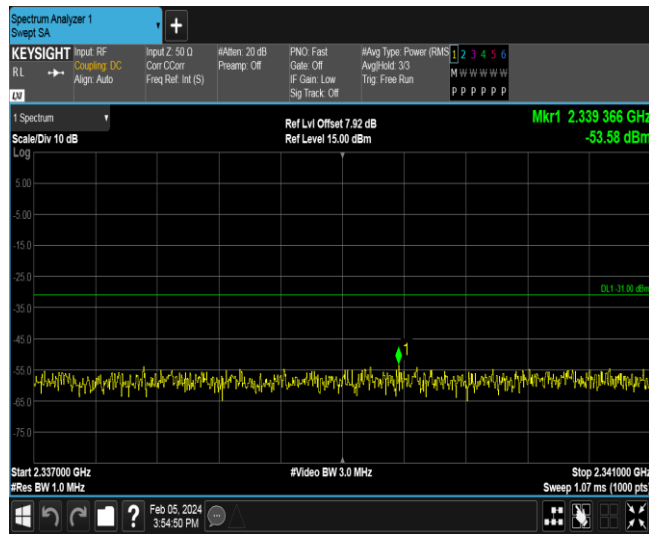 Spectrum Analyzer 1
Swept SA
KEYSIGHT
RL
LXI
Input: RF
Coupling: DC
Align: Auto
Input Z: 50 Ω
Corr CCorr
Freq Ref: Int (S)
#Atten: 20 dB
Preamp: Off
PNO: Fast
Gate: Off
IF Gain: Low
Sig Track: Off
#Avg Type: Power (RMS
Avg|Hold: 3/3
Trig: Free Run
1 2 3 4 5 6
M W W W W W
P P P P P P
1 Spectrum
Scale/Div 10 dB
Ref Lvl Offset 7.92 dB
Ref Level 15.00 dBm
Mkr1 2.339 366 GHz
-53.58 dBm
Log
5.00
-5.00
-15.0
-25.0
DL1 -31.00 dBm
-35.0
-45.0
1
-55.0
-65.0
-75.0
Start 2.337000 GHz
#Res BW 1.0 MHz
#Video BW 3.0 MHz
Stop 2.341000 GHz
Sweep 1.07 ms (1000 pts)
?
Feb 05, 2024
3:54:50 PM